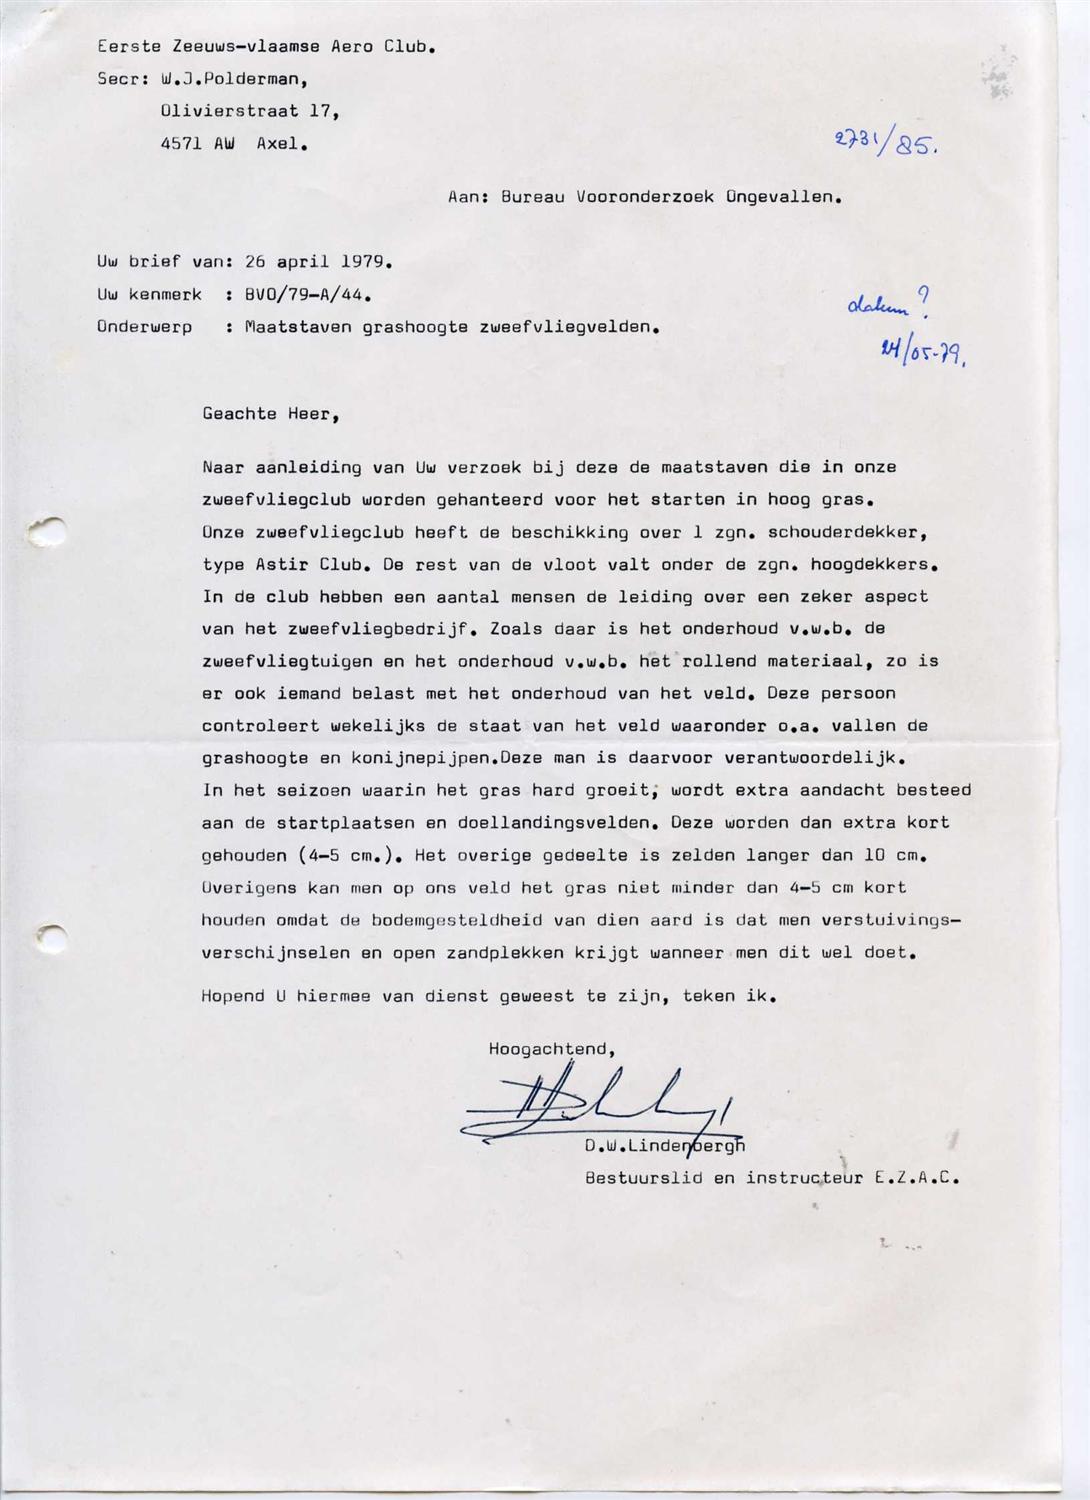 Eerste Zeeuws-vlaamse Aero Club.
Secr: W.J.Polderman,
Olivierstraat 17,
4571 AW Axel.
2731/85.
Aan: Bureau Vooronderzoek Ongevallen.
Uw brief van: 26 april 1979.
Uw kenmerk : BVO/79-A/44.
Onderwerp : Maatstaven grashoogte zweefvliegvelden.
datum?
24/05-79.
Geachte Heer,
Naar aanleiding van Uw verzoek bij deze de maatstaven die in onze
zweefvliegclub worden gehanteerd voor het starten in hoog gras.
Onze zweefvliegclub heeft de beschikking over 1 zgn. schouderdekker,
type Astir Club. De rest van de vloot valt onder de zgn. hoogdekkers.
In de club hebben een aantal mensen de leiding over een zeker aspect
van het zweefvliegbedrijf. Zoals daar is het onderhoud v.w.b. de
zweefvliegtuigen en het onderhoud v.w.b. het rollend materiaal, zo is
er ook iemand belast met het onderhoud van het veld. Deze persoon
controleert wekelijks de staat van het veld waaronder o.a. vallen de
grashoogte en konijnepijpen.Deze man is daarvoor verantwoordelijk.
In het seizoen waarin het gras hard groeit, wordt extra aandacht besteed
aan de startplaatsen en doellandingsvelden. Deze worden dan extra kort
gehouden (4-5 cm.). Het overige gedeelte is zelden langer dan 10 cm.
Overigens kan men op ons veld het gras niet minder dan 4-5 cm kort
houden omdat de bodemgesteldheid van dien aard is dat men verstuivings-
verschijnselen en open zandplekken krijgt wanneer men dit wel doet.
Hopend U hiermee van dienst geweest te zijn, teken ik.
Hoogachtend,
D.W.Lindenbergh
Bestuurslid en instructeur E.Z.A.C.